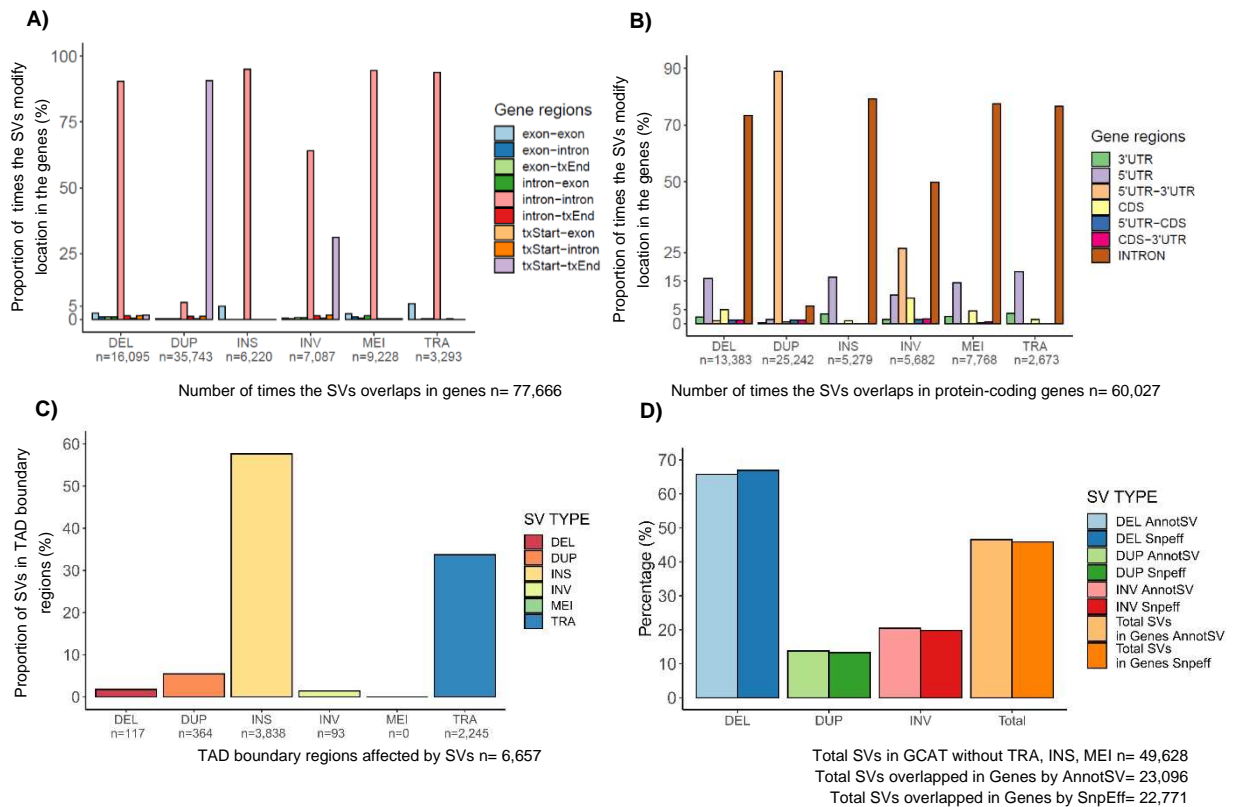 A)
Proportion of times the SVs modify
location in the genes (%)
100
75
50
25
5
0
DEL
n=16,095
DUP
n=35,743
INS
n=6,220
INV
n=7,087
MEI
n=9,228
TRA
n=3,293
Gene regions
exon-exon
exon-intron
exon-txEnd
intron-exon
intron-intron
intron-txEnd
txStart-exon
txStart-intron
txStart-txEnd
Number of times the SVs overlaps in genes n= 77,666
B)
Proportion of times the SVs modify
location in the genes (%)
90
70
50
30
15
5
0
DEL
n=13,383
DUP
n=25,242
INS
n=5,279
INV
n=5,682
MEI
n=7,768
TRA
n=2,673
Gene regions
3'UTR
5'UTR
5'UTR-3'UTR
CDS
5'UTR-CDS
CDS-3'UTR
INTRON
Number of times the SVs overlaps in protein-coding genes n= 60,027
C)
Proportion of SVs in TAD boundary
regions (%)
60
50
40
30
20
10
0
DEL
n=117
DUP
n=364
INS
n=3,838
INV
n=93
MEI
n=0
TRA
n=2,245
SV TYPE
DEL
DUP
INS
INV
MEI
TRA
TAD boundary regions affected by SVs n= 6,657
D)
Percentage (%)
70
60
50
40
30
20
10
0
DEL
DUP
INV
Total
SV TYPE
DEL AnnotSV
DEL Snpeff
DUP AnnotSV
DUP Snpeff
INV AnnotSV
INV Snpeff
Total SVs
in Genes AnnotSV
Total SVs
in Genes Snpeff
Total SVs in GCAT without TRA, INS, MEI n= 49,628
Total SVs overlapped in Genes by AnnotSV= 23,096
Total SVs overlapped in Genes by SnpEff= 22,771